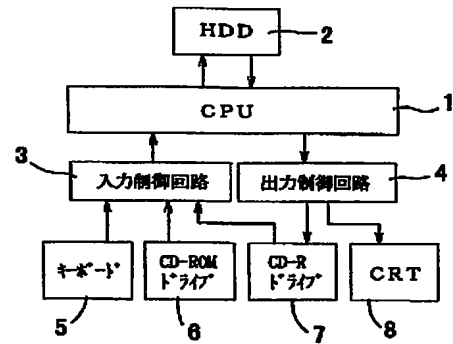 HDD
2
CPU
1
3
入力制御回路
出力制御回路
4
キーボード
CD-ROM
ドライブ
CD-R
ドライブ
CRT
5
6
7
8